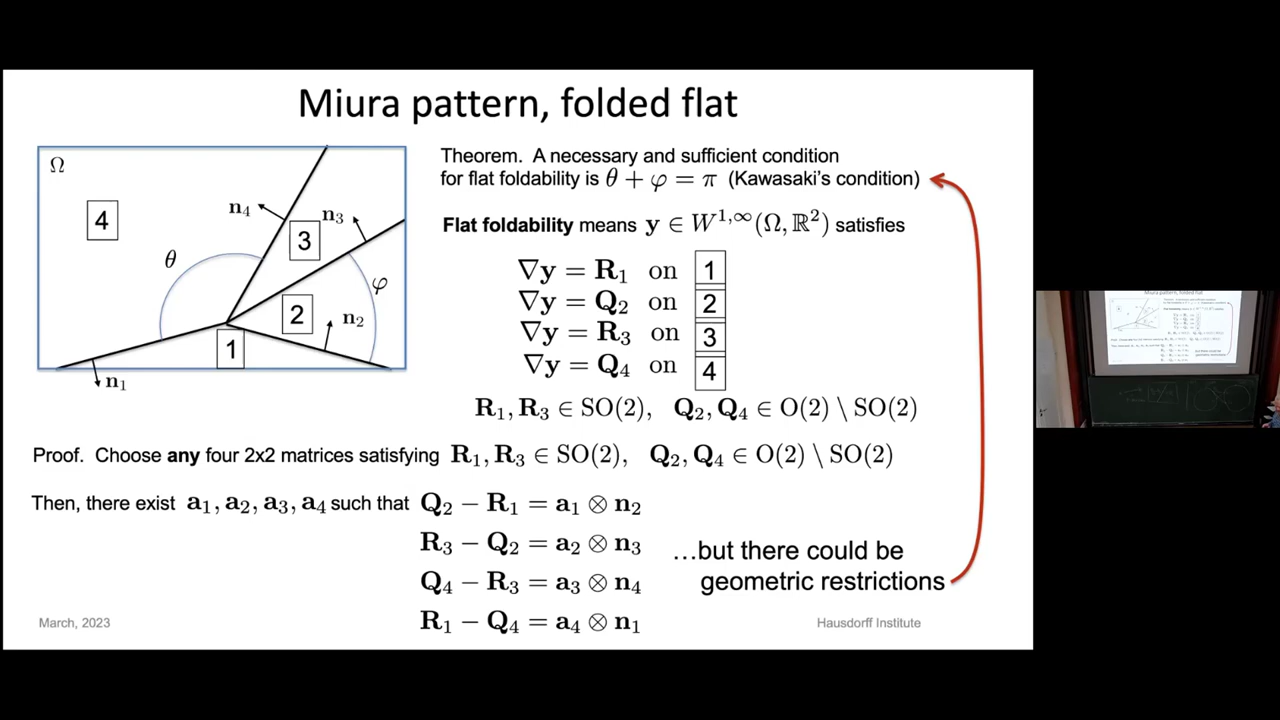 Miura pattern, folded flat
Ω
4
n₄
3
n₃
θ
φ
2
n₂
1
n₁
Theorem. A necessary and sufficient condition
for flat foldability is θ + φ = π (Kawasaki's condition)
Flat foldability means y ∈ W^{1,∞}(Ω, ℝ²) satisfies
∇y = R₁ on 1
∇y = Q₂ on 2
∇y = R₃ on 3
∇y = Q₄ on 4
R₁, R₃ ∈ SO(2), Q₂, Q₄ ∈ O(2) \ SO(2)
Proof. Choose any four 2x2 matrices satisfying R₁, R₃ ∈ SO(2), Q₂, Q₄ ∈ O(2) \ SO(2)
Then, there exist a₁, a₂, a₃, a₄ such that Q₂ − R₁ = a₁ ⊗ n₂
R₃ − Q₂ = a₂ ⊗ n₃
Q₄ − R₃ = a₃ ⊗ n₄
R₁ − Q₄ = a₄ ⊗ n₁
...but there could be
geometric restrictions
March, 2023
Hausdorff Institute
Miura pattern, folded flat